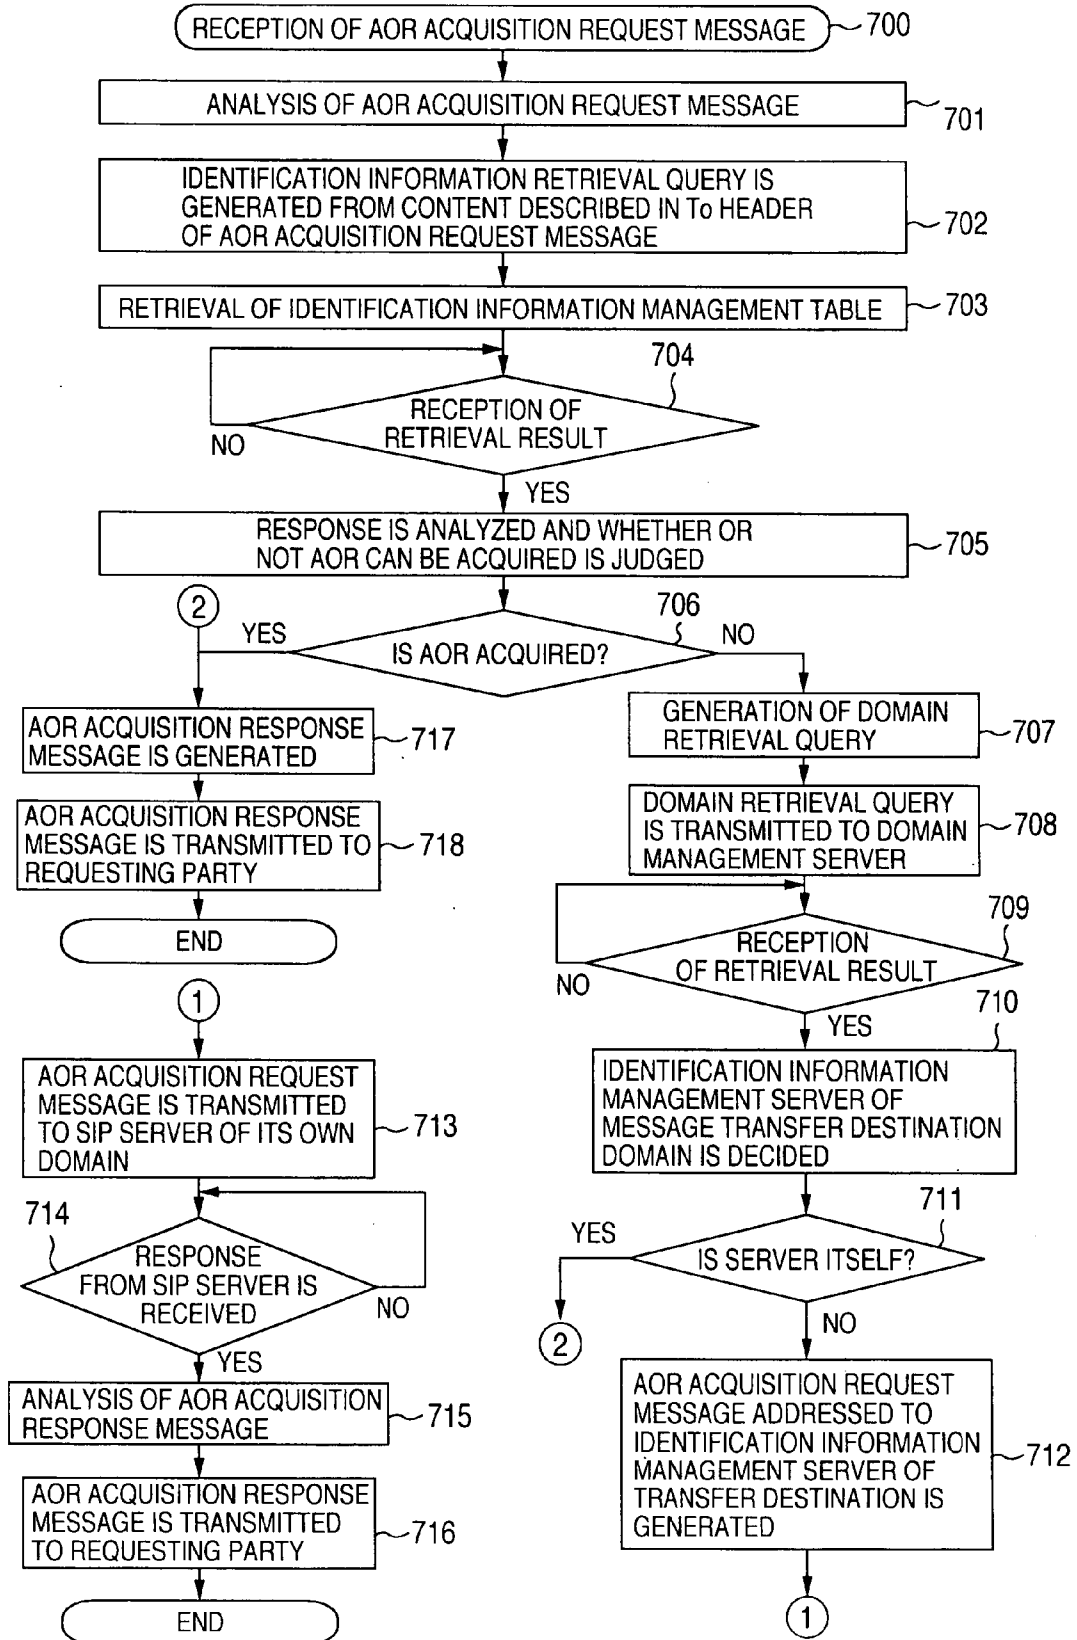 RECEPTION OF AOR ACQUISITION REQUEST MESSAGE
700
ANALYSIS OF AOR ACQUISITION REQUEST MESSAGE
701
IDENTIFICATION INFORMATION RETRIEVAL QUERY IS
GENERATED FROM CONTENT DESCRIBED IN To HEADER
OF AOR ACQUISITION REQUEST MESSAGE
702
RETRIEVAL OF IDENTIFICATION INFORMATION MANAGEMENT TABLE
703
704
RECEPTION OF
RETRIEVAL RESULT
NO
YES
RESPONSE IS ANALYZED AND WHETHER OR
NOT AOR CAN BE ACQUIRED IS JUDGED
705
2
706
YES
IS AOR ACQUIRED?
NO
AOR ACQUISITION RESPONSE
MESSAGE IS GENERATED
717
AOR ACQUISITION RESPONSE
MESSAGE IS TRANSMITTED TO
REQUESTING PARTY
718
END
GENERATION OF DOMAIN
RETRIEVAL QUERY
707
DOMAIN RETRIEVAL QUERY
IS TRANSMITTED TO DOMAIN
MANAGEMENT SERVER
708
709
RECEPTION
OF RETRIEVAL RESULT
NO
YES
710
IDENTIFICATION INFORMATION
MANAGEMENT SERVER OF
MESSAGE TRANSFER DESTINATION
DOMAIN IS DECIDED
711
YES
IS SERVER ITSELF?
2
NO
AOR ACQUISITION REQUEST
MESSAGE ADDRESSED TO
IDENTIFICATION INFORMATION
MANAGEMENT SERVER OF
TRANSFER DESTINATION IS
GENERATED
712
1
1
AOR ACQUISITION REQUEST
MESSAGE IS TRANSMITTED
TO SIP SERVER OF ITS OWN
DOMAIN
713
714
RESPONSE
FROM SIP SERVER IS
RECEIVED
NO
YES
ANALYSIS OF AOR ACQUISITION
RESPONSE MESSAGE
715
AOR ACQUISITION RESPONSE
MESSAGE IS TRANSMITTED
TO REQUESTING PARTY
716
END